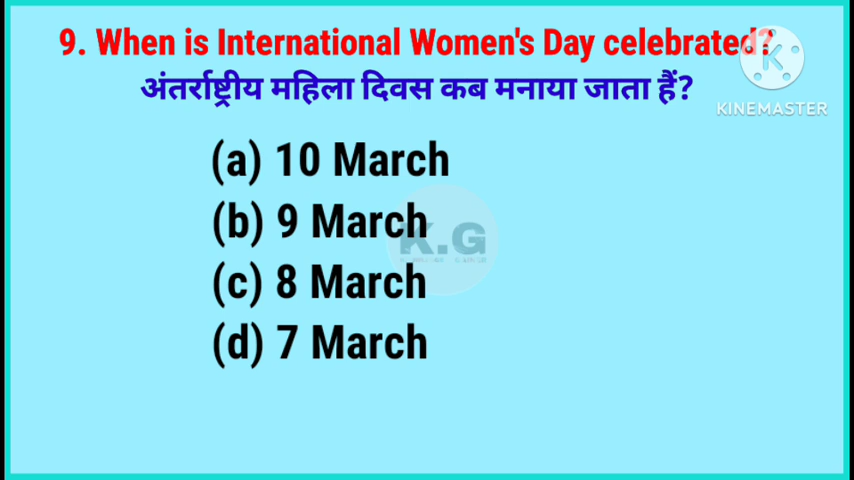 9. When is International Women's Day celebrated?
अंतर्राष्ट्रीय महिला दिवस कब मनाया जाता हैं?
K
KINEMASTER
(a) 10 March
(b) 9 March
K.G
(c) 8 March
(d) 7 March